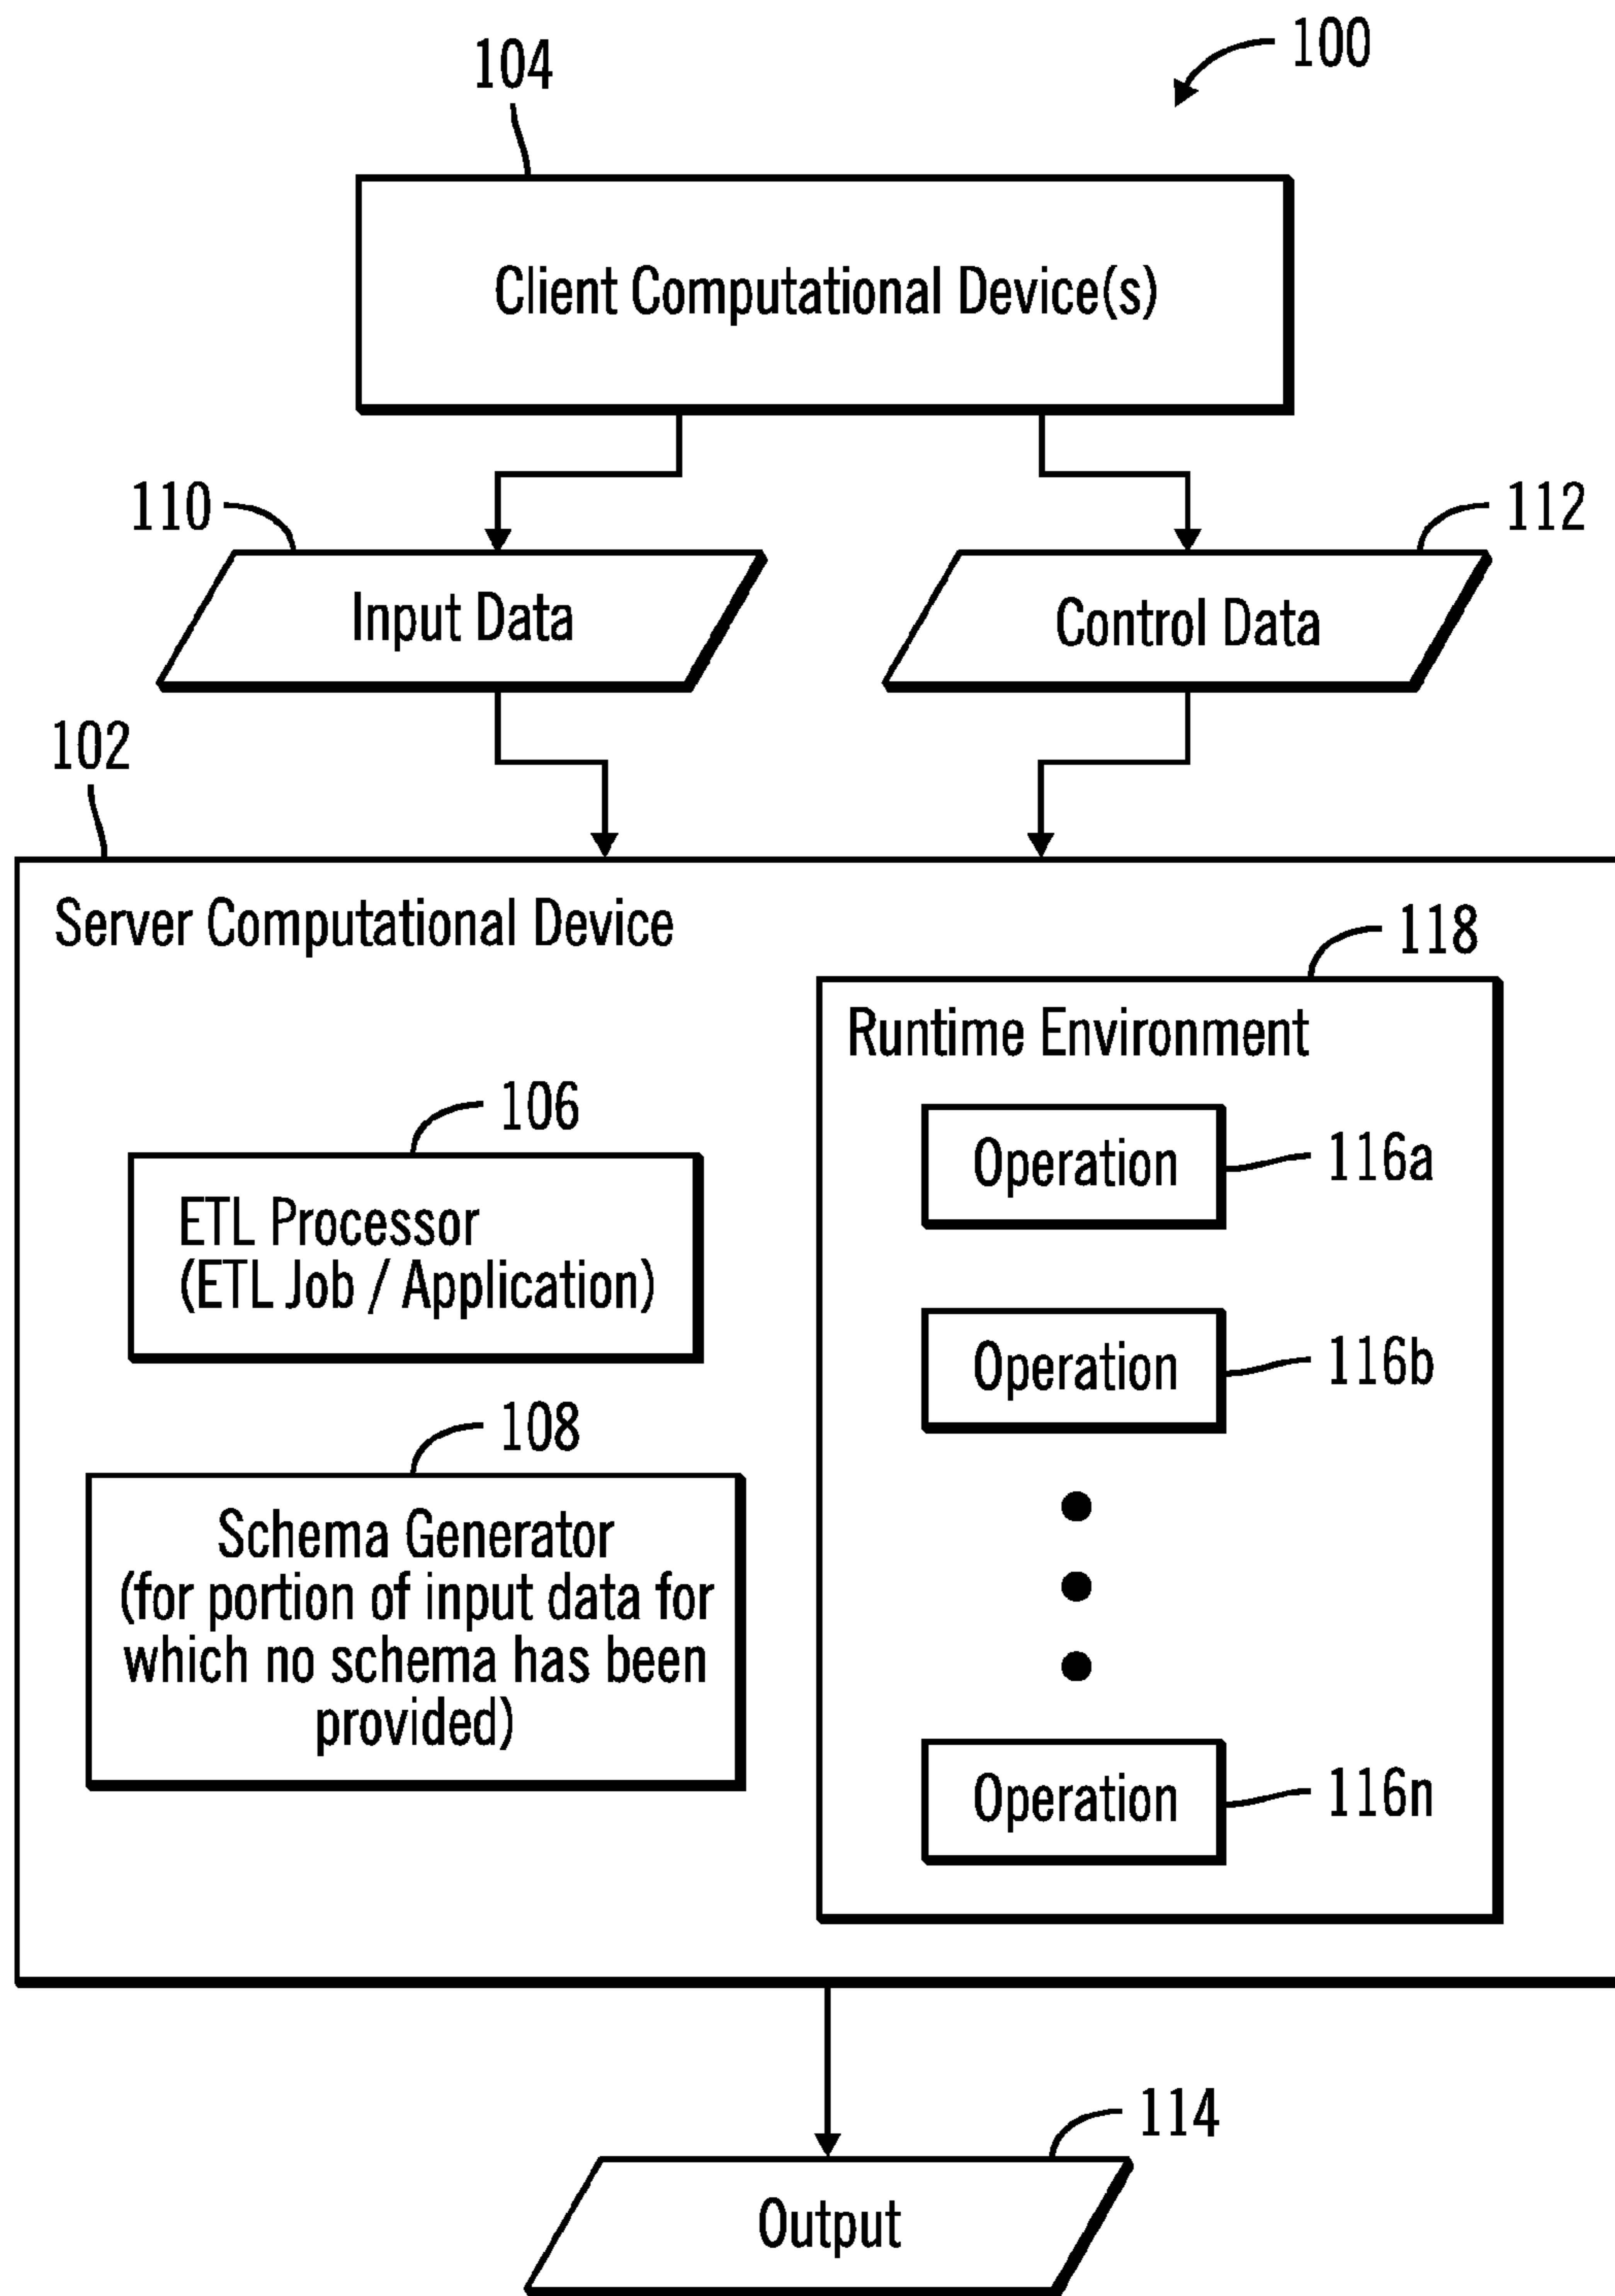 100
104
Client Computational Device(s)
110
112
Input Data
Control Data
102
Server Computational Device
118
Runtime Environment
106
ETL Processor
(ETL Job / Application)
Operation
116a
Operation
116b
108
Schema Generator
(for portion of input data for
which no schema has been
provided)
Operation
116n
114
Output